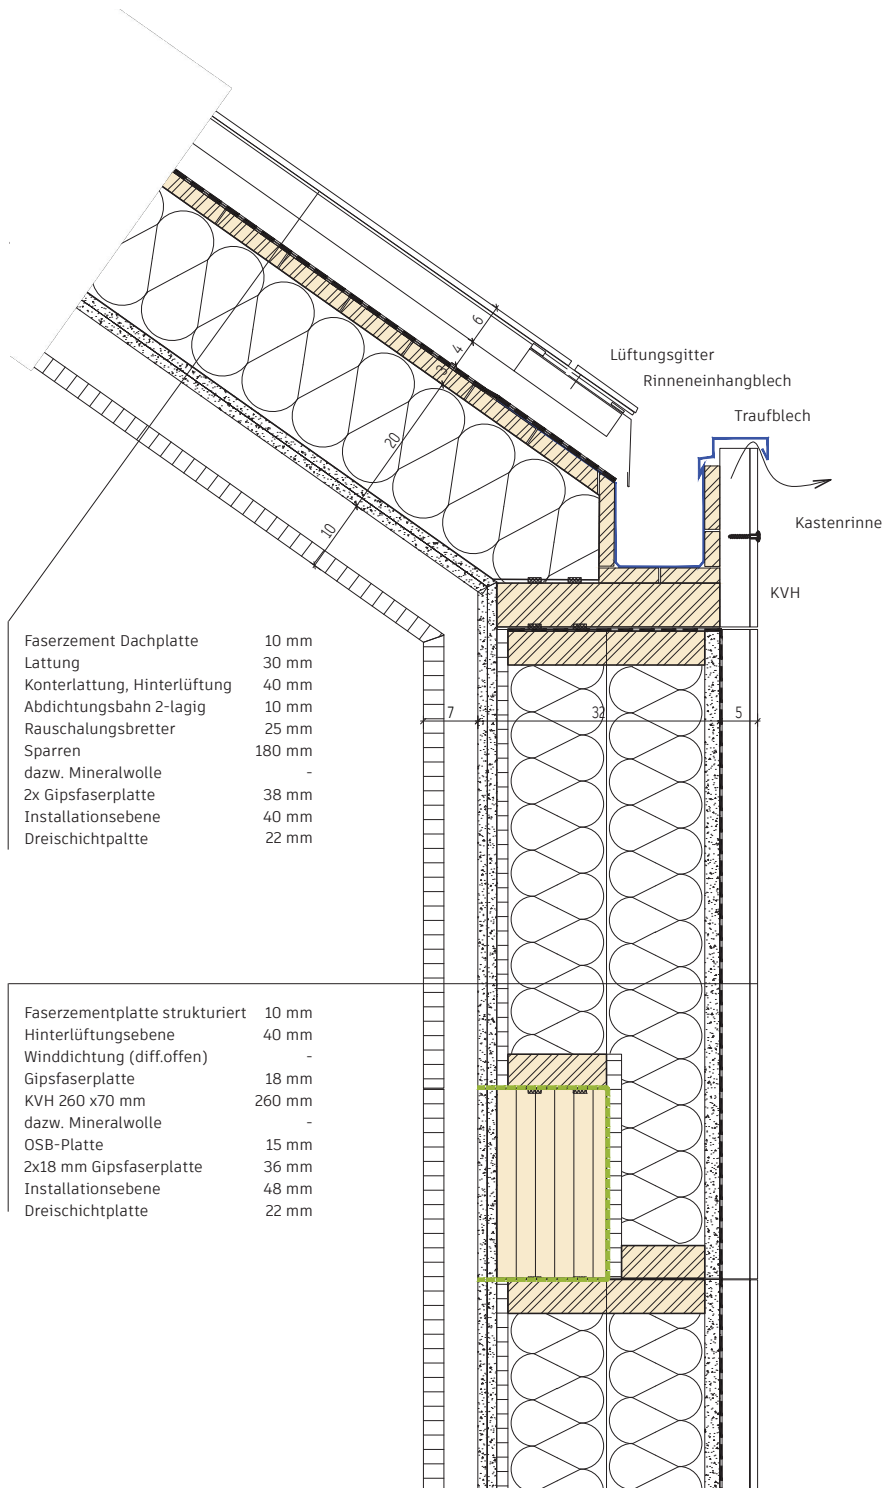 6
4
3
20
10
Lüftungsgitter
Rinneneinhangblech
Traufblech
Kastenrinne
KVH
Faserzement Dachplatte 10 mm
Lattung 30 mm
Konterlattung, Hinterlüftung 40 mm
Abdichtungsbahn 2-lagig 10 mm
Rauschalungsbretter 25 mm
Sparren 180 mm
dazw. Mineralwolle -
2x Gipsfaserplatte 38 mm
Installationsebene 40 mm
Dreischichtpaltte 22 mm
7 32 5
Faserzementplatte strukturiert 10 mm
Hinterlüftungsebene 40 mm
Winddichtung (diff.offen) -
Gipsfaserplatte 18 mm
KVH 260 x70 mm 260 mm
dazw. Mineralwolle -
OSB-Platte 15 mm
2x18 mm Gipsfaserplatte 36 mm
Installationsebene 48 mm
Dreischichtplatte 22 mm